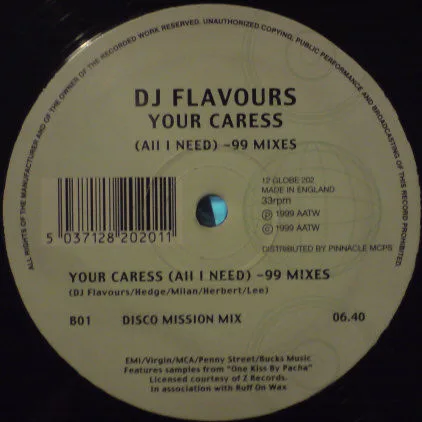 ALL RIGHTS OF THE MANUFACTURER AND OF THE OWNER OF THE RECORDED WORK RESERVED. UNAUTHORIZED COPYING, PUBLIC PERFORMANCE AND BROADCASTING OF THIS RECORD PROHIBITED
DJ FLAVOURS
YOUR CARESS
(All I NEED) -99 MIXES
12 GLOBE 202
MADE IN ENGLAND
33rpm
Ⓟ 1999 AATW
© 1999 AATW
5 037128 202011
DISTRIBUTED BY PINNACLE MCPS
YOUR CARESS (All I NEED) -99 M!XES
(DJ Flavours/Hedge/Milan/Herbert/Lee)
B01 DISCO MISSION MIX 06.40
EMI/Virgin/MCA/Penny Street/Bucks Music
Features samples from "One Kiss By Pacha"
Licensed courtesy of Z Records.
In association with Ruff On Wax